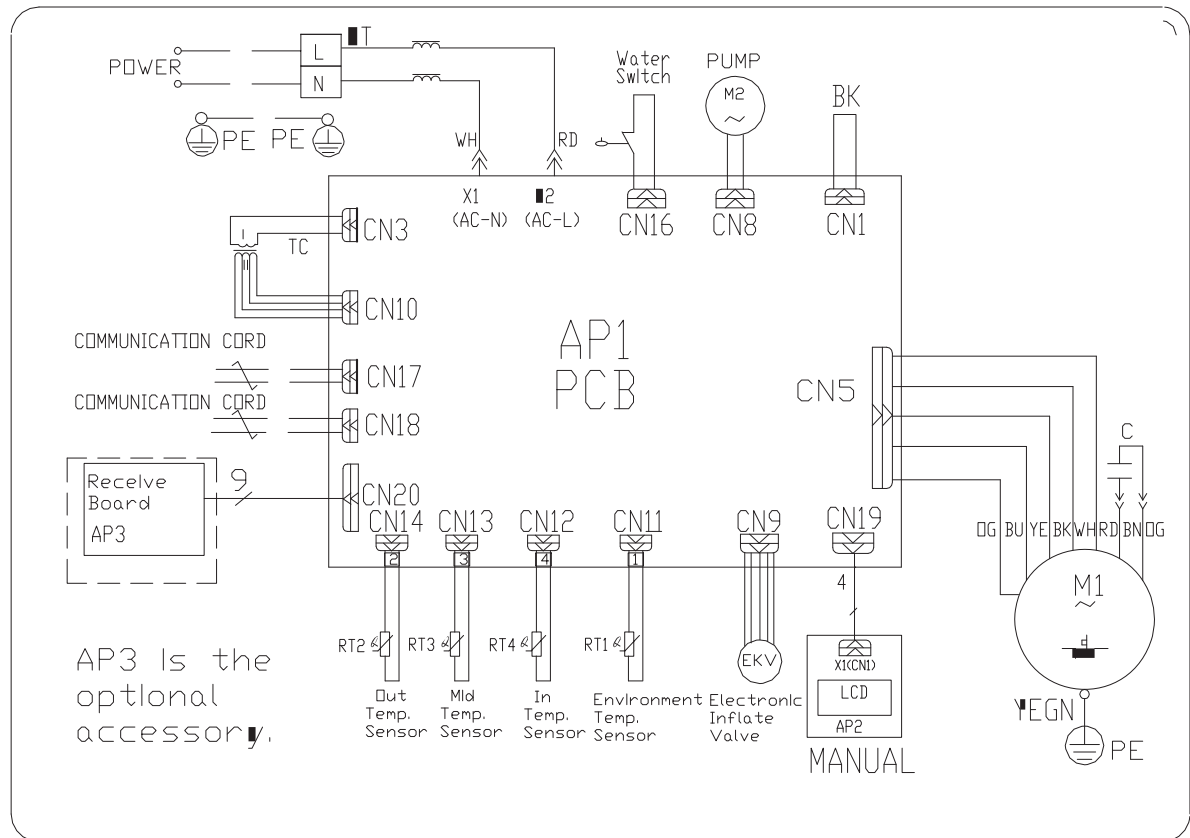 POWER
L
N
PE PE
WH
RD
X1
(AC-N)
(AC-L)
Water
Switch
PUMP
M2
~
BK
CN16
CN8
CN1
CN3
I
II
TC
CN10
COMMUNICATION CORD
CN17
COMMUNICATION CORD
CN18
AP1
PCB
CN5
Receive
Board
AP3
9
CN20
CN14
CN13
CN12
CN11
CN9
CN19
2
3
4
1
4
RT2
RT3
RT4
RT1
EKV
X1(CN1)
LCD
AP2
MANUAL
Out
Temp.
Sensor
Mid
Temp.
Sensor
In
Temp.
Sensor
Environment
Temp.
Sensor
Electronic
Inflate
Valve
C
OG BU YE BK WH RD BN OG
M1
~
YEGN
PE
AP3 is the
optional
accessory.